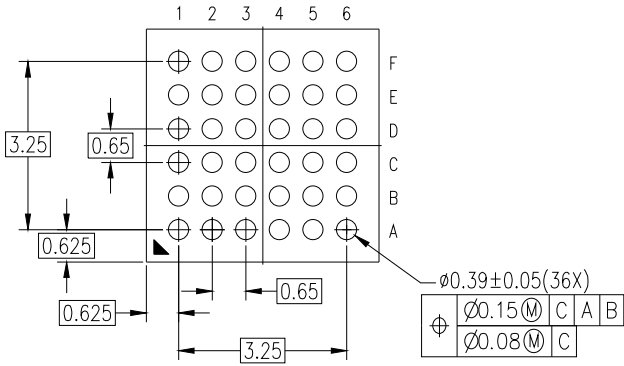 1 2 3 4 5 6
F
E
D
C
B
A
3.25
0.65
0.625
0.625
0.65
3.25
ø0.39±0.05(36X)
Ø0.15Ⓜ C A B
Ø0.08Ⓜ C